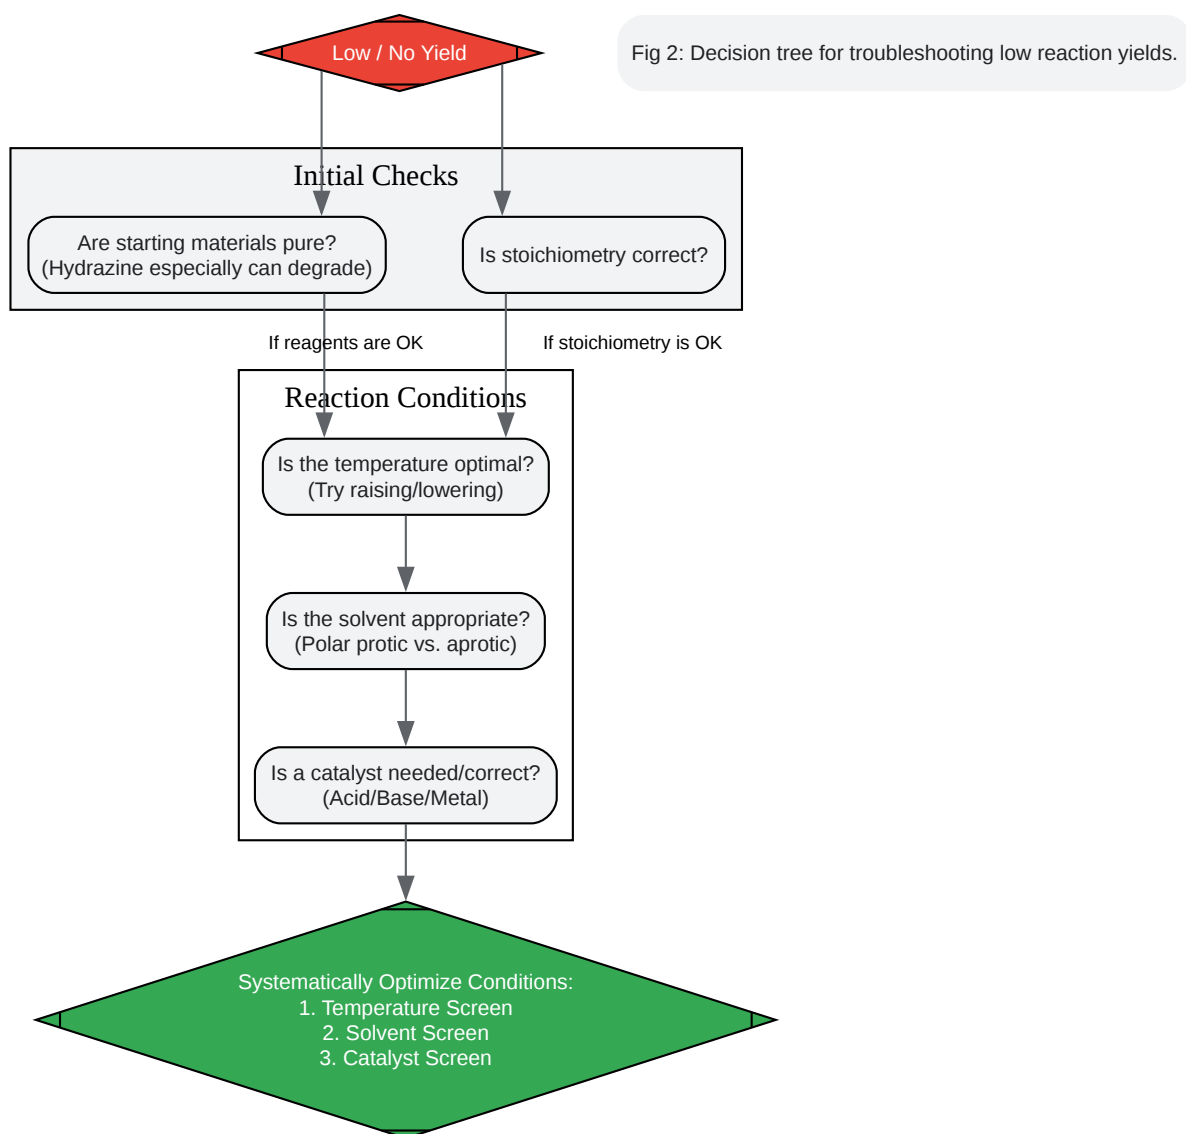 Low / No Yield
Fig 2: Decision tree for troubleshooting low reaction yields.
Initial Checks
Are starting materials pure?
(Hydrazine especially can degrade)
Is stoichiometry correct?
If reagents are OK
If stoichiometry is OK
Reaction Conditions
Is the temperature optimal?
(Try raising/lowering)
Is the solvent appropriate?
(Polar protic vs. aprotic)
Is a catalyst needed/correct?
(Acid/Base/Metal)
Systematically Optimize Conditions:
1. Temperature Screen
2. Solvent Screen
3. Catalyst Screen